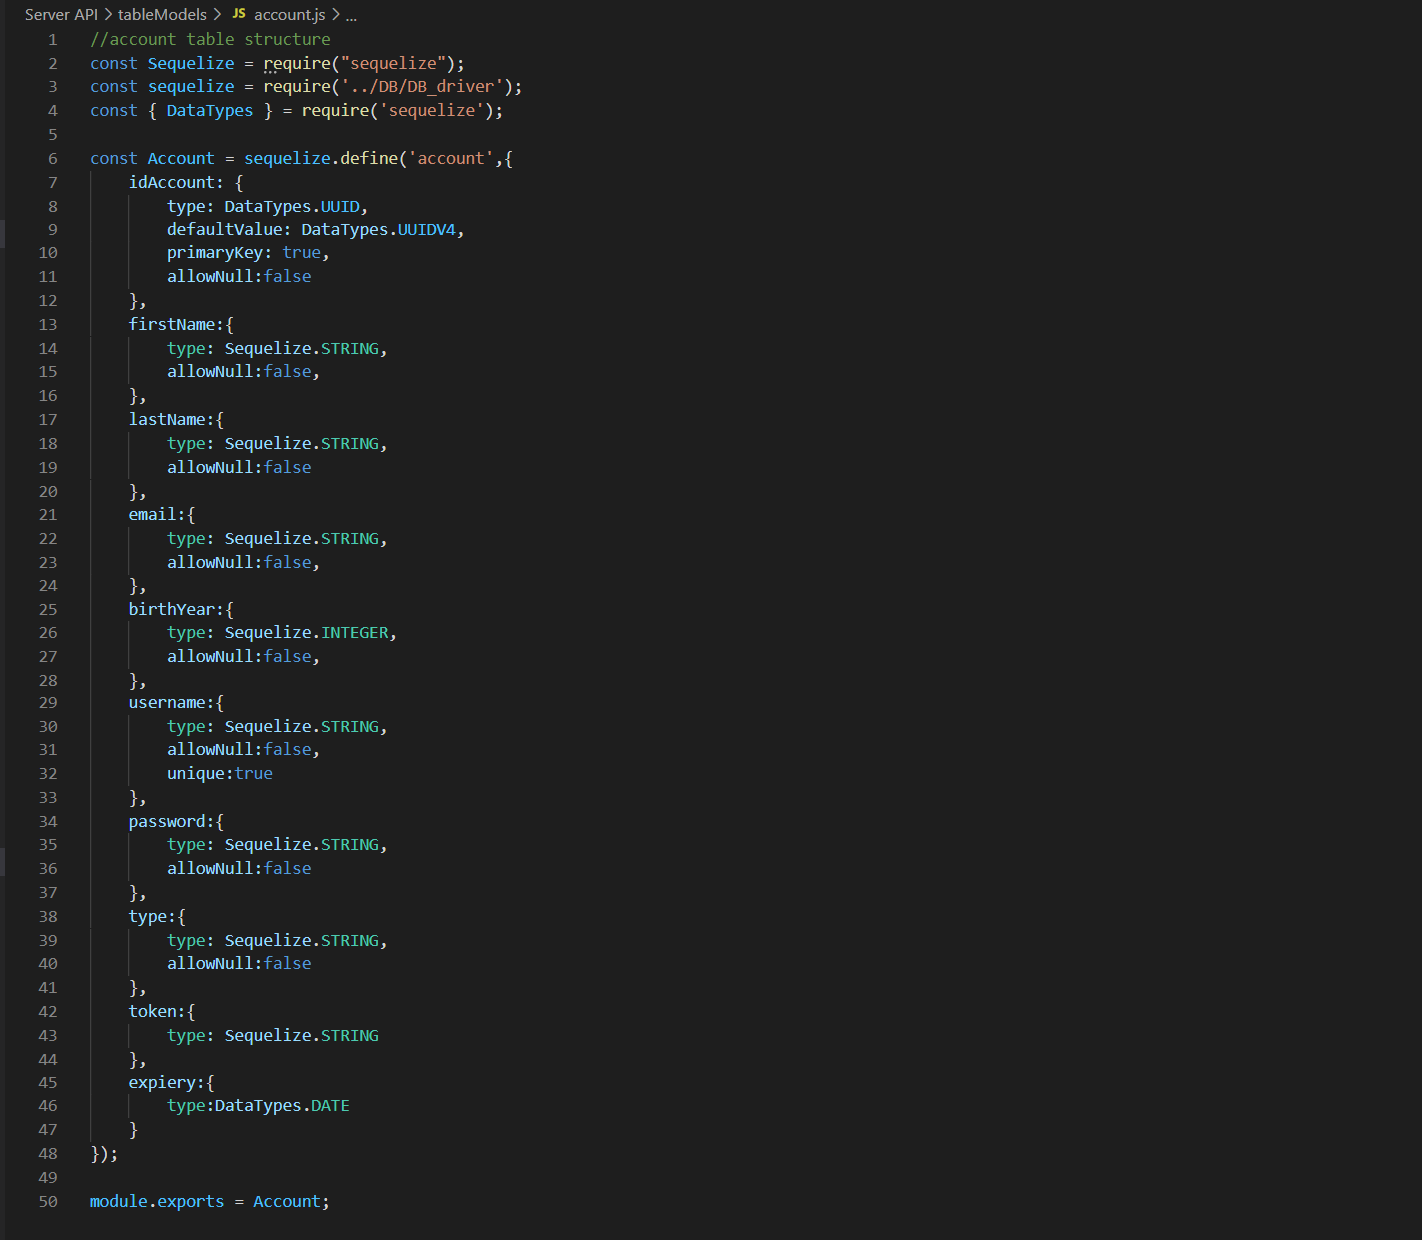 Server API > tableModels > JS account.js > ...
1 //account table structure
2 const Sequelize = require("sequelize");
3 const sequelize = require('../DB/DB_driver');
4 const { DataTypes } = require('sequelize');
5
6 const Account = sequelize.define('account',{
7     idAccount: {
8         type: DataTypes.UUID,
9         defaultValue: DataTypes.UUIDV4,
10         primaryKey: true,
11         allowNull:false
12     },
13     firstName:{
14         type: Sequelize.STRING,
15         allowNull:false,
16     },
17     lastName:{
18         type: Sequelize.STRING,
19         allowNull:false
20     },
21     email:{
22         type: Sequelize.STRING,
23         allowNull:false,
24     },
25     birthYear:{
26         type: Sequelize.INTEGER,
27         allowNull:false,
28     },
29     username:{
30         type: Sequelize.STRING,
31         allowNull:false,
32         unique:true
33     },
34     password:{
35         type: Sequelize.STRING,
36         allowNull:false
37     },
38     type:{
39         type: Sequelize.STRING,
40         allowNull:false
41     },
42     token:{
43         type: Sequelize.STRING
44     },
45     expiery:{
46         type:DataTypes.DATE
47     }
48 });
49
50 module.exports = Account;